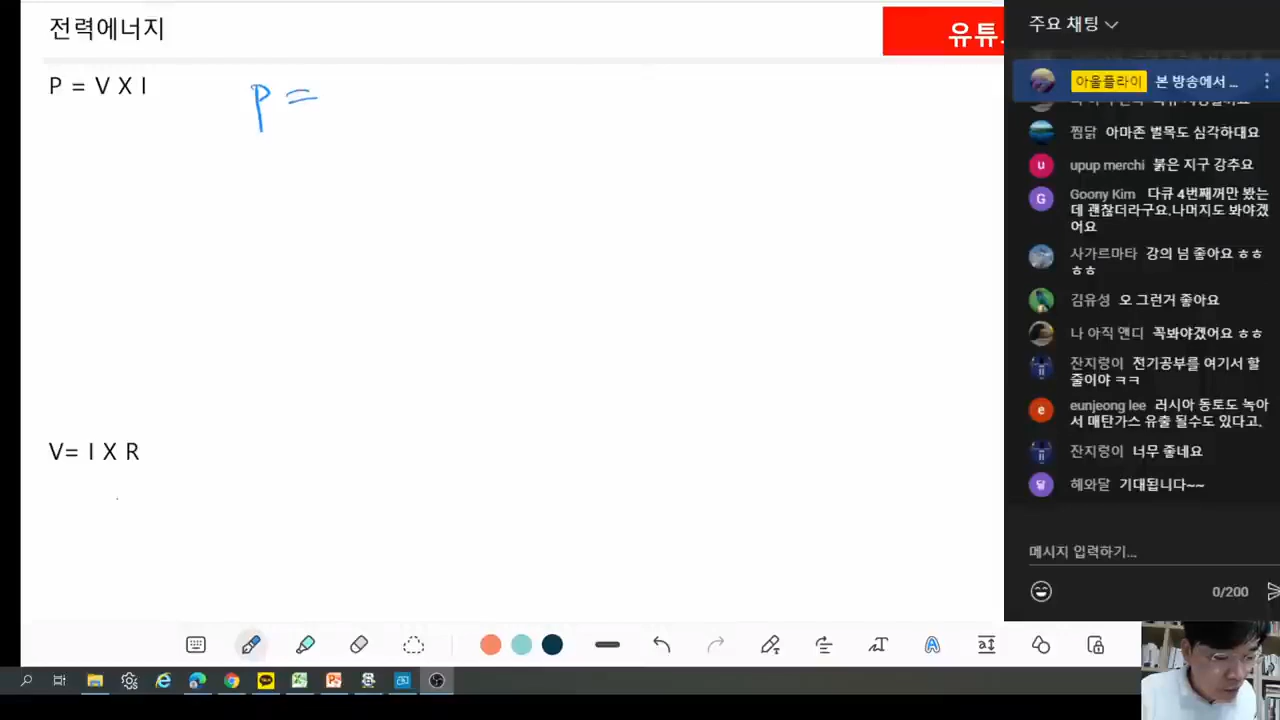 전력에너지
유튜
P = V X I
P =
V= I X R
주요 채팅
아울플라이 본 방송에서 ...
찜닭 아마존 벌목도 심각하대요
u upup merchi 붉은 지구 강추요
G Goony Kim 다큐 4번째꺼만 봤는
데 괜찮더라구요.나머지도 봐야겠
어요
사가르마타 강의 넘 좋아요 ㅎㅎ
ㅎㅎ
김유성 오 그런거 좋아요
나 아직 앤디 꼭봐야겠어요 ㅎㅎ
잔지렁이 전기공부를 여기서 할
줄이야 ㅋㅋ
e eunjeong lee 러시아 동토도 녹아
서 매탄가스 유출 될수도 있다고.
잔지렁이 너무 좋네요
달 해와달 기대됩니다~~
메시지 입력하기...
0/200